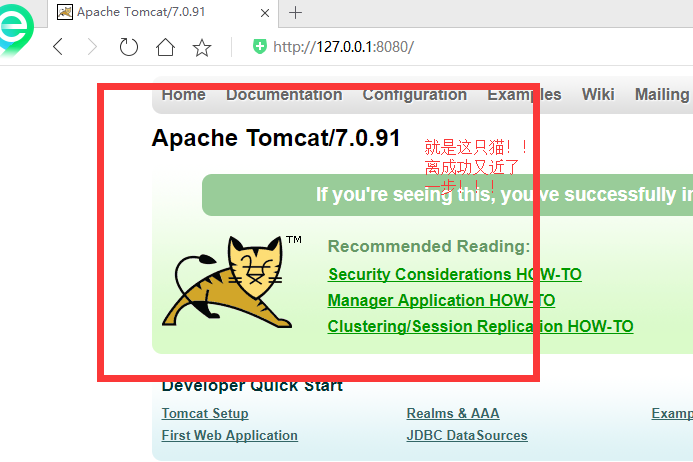 Apache Tomcat/7.0.91
http://127.0.0.1:8080/
Home Documentation Configuration Examples Wiki Mailing
Apache Tomcat/7.0.91
就是这只猫！！
离成功又近了
一步！！！
If you're seeing this, you've successfully in
TM
Recommended Reading:
Security Considerations HOW-TO
Manager Application HOW-TO
Clustering/Session Replication HOW-TO
Developer Quick Start
Tomcat Setup Realms & AAA Examp
First Web Application JDBC DataSources